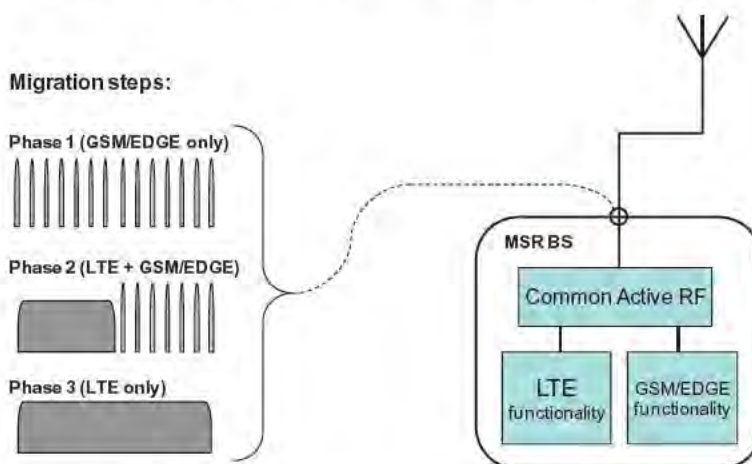 Migration steps:
Phase 1 (GSM/EDGE only)
Phase 2 (LTE + GSM/EDGE)
Phase 3 (LTE only)
MSR BS
Common Active RF
LTE
functionality
GSM/EDGE
functionality